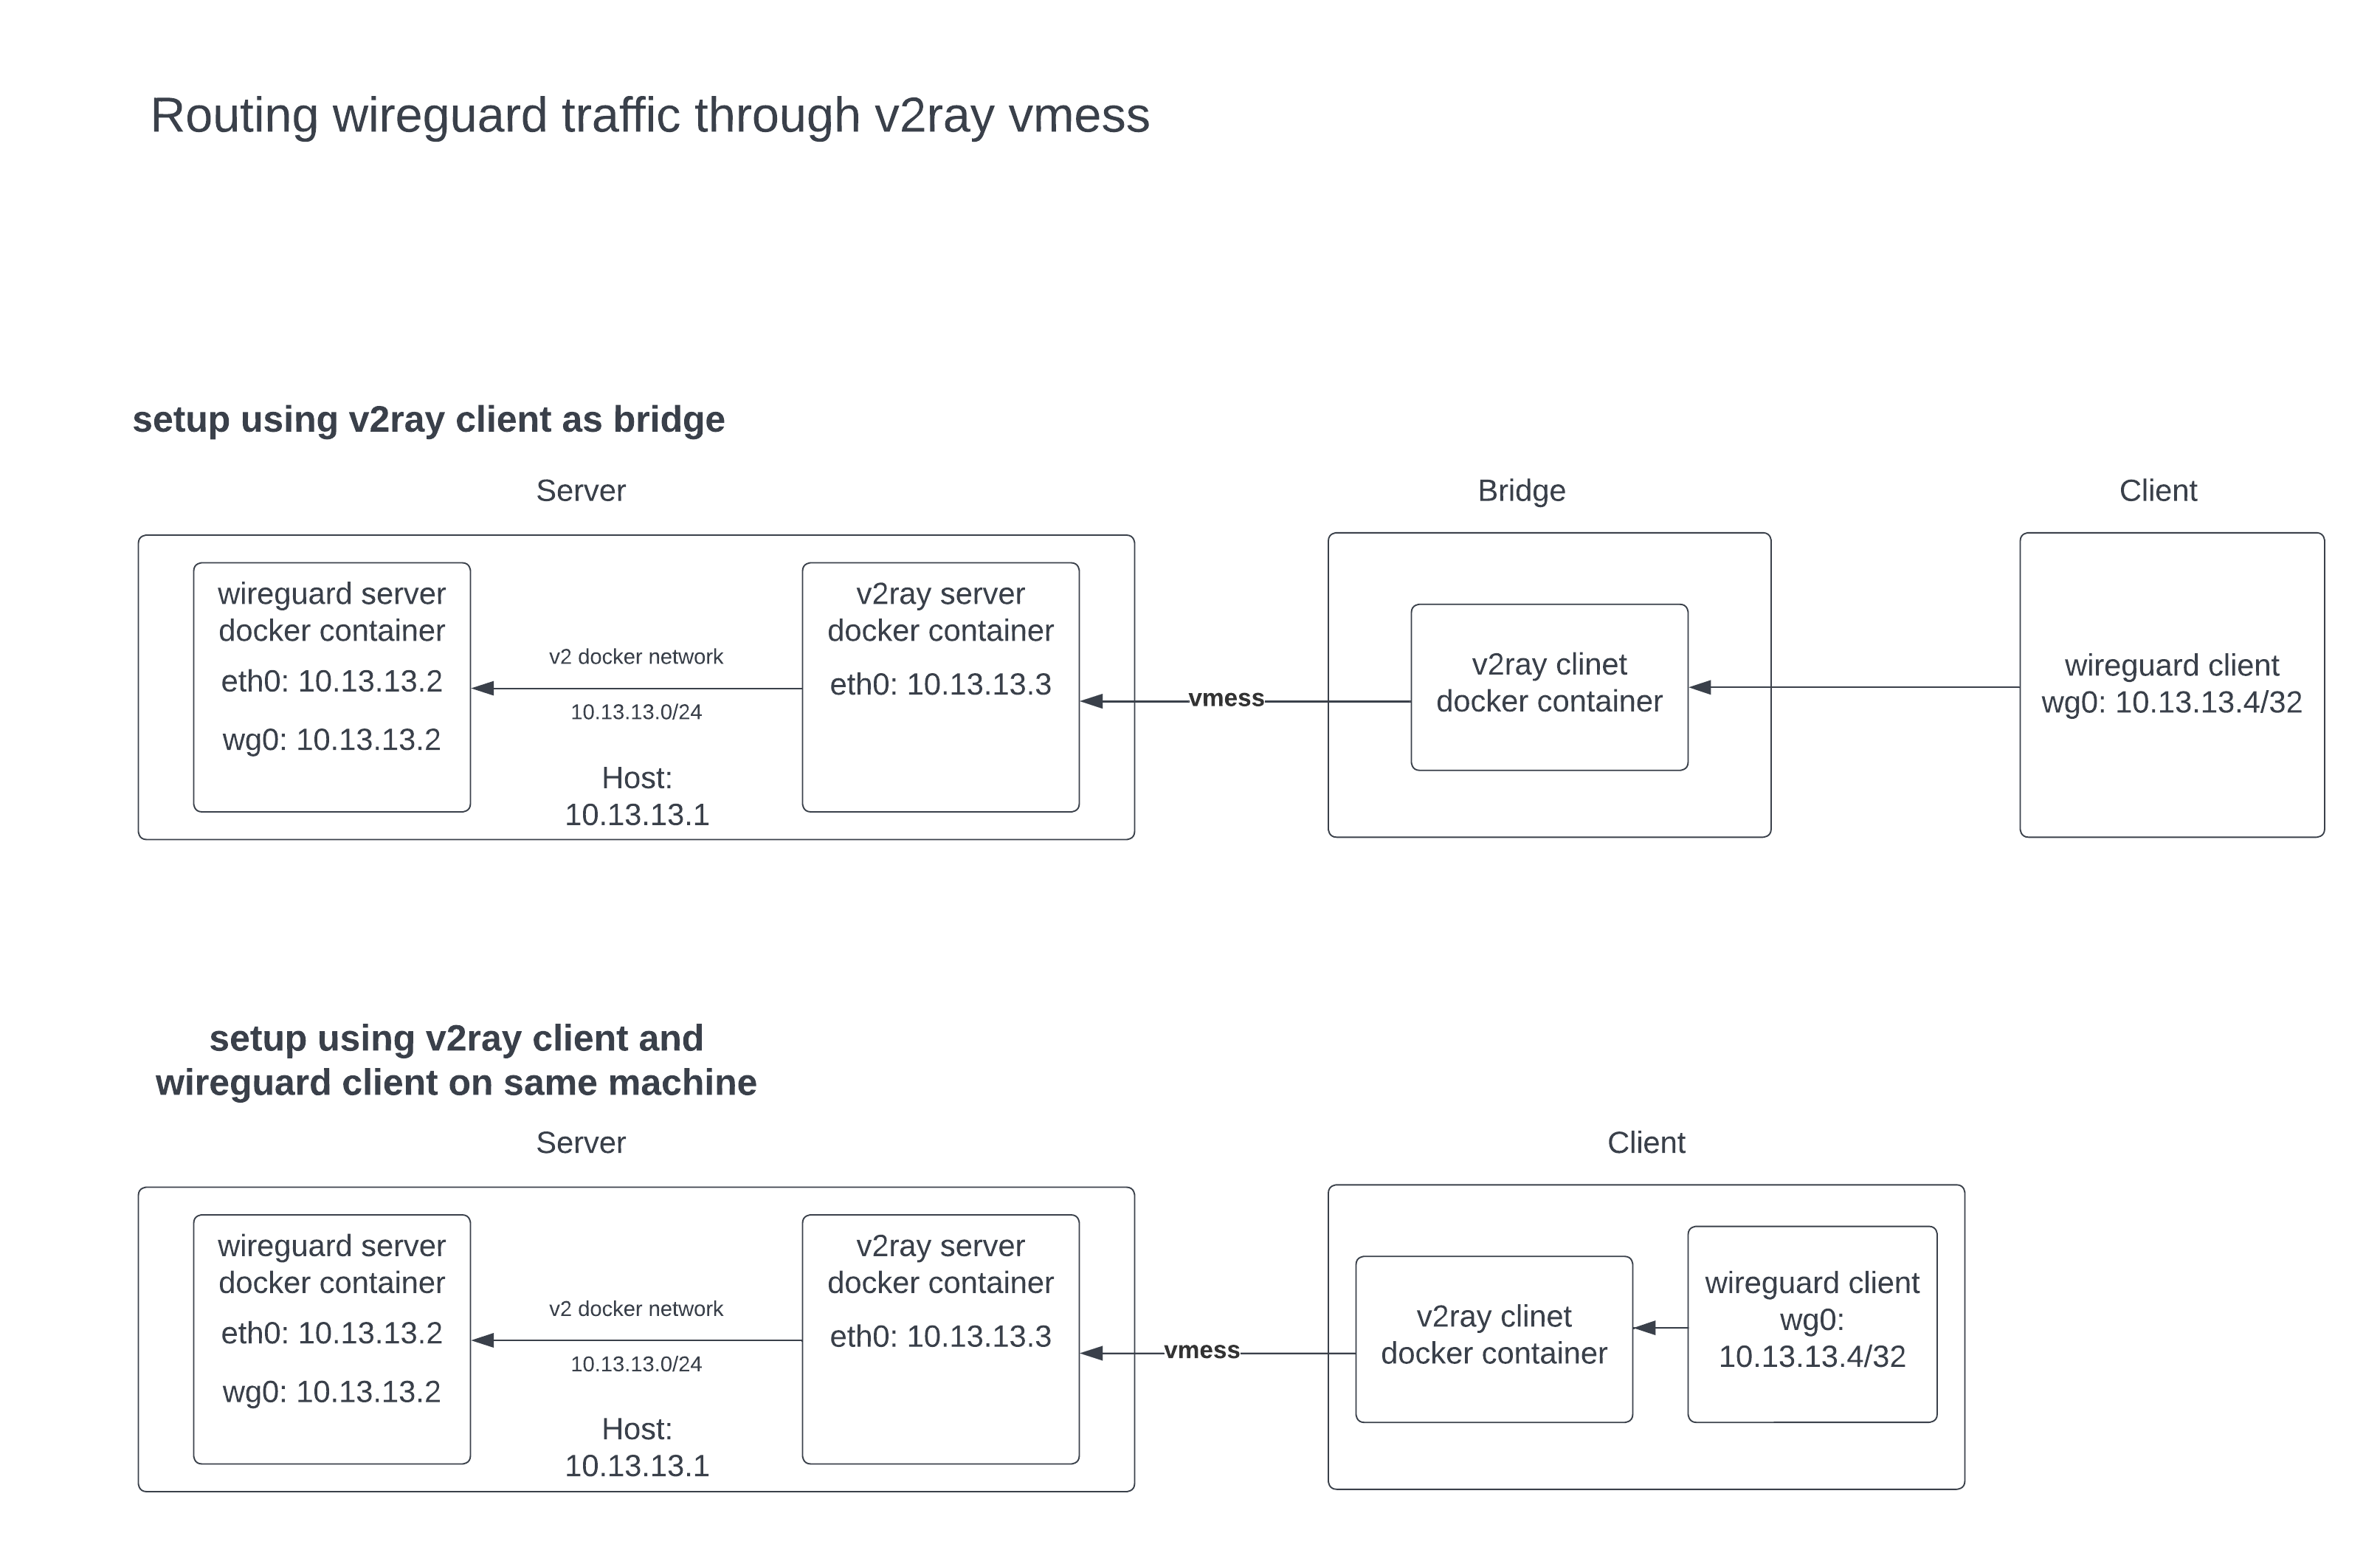 Routing wireguard traffic through v2ray vmess
setup using v2ray client as bridge
Server
Bridge
Client
wireguard server
docker container
eth0: 10.13.13.2
wg0: 10.13.13.2
v2 docker network
10.13.13.0/24
Host:
10.13.13.1
v2ray server
docker container
eth0: 10.13.13.3
vmess
v2ray clinet
docker container
wireguard client
wg0: 10.13.13.4/32
setup using v2ray client and
wireguard client on same machine
Server
Client
wireguard server
docker container
eth0: 10.13.13.2
wg0: 10.13.13.2
v2 docker network
10.13.13.0/24
Host:
10.13.13.1
v2ray server
docker container
eth0: 10.13.13.3
vmess
v2ray clinet
docker container
wireguard client
wg0:
10.13.13.4/32